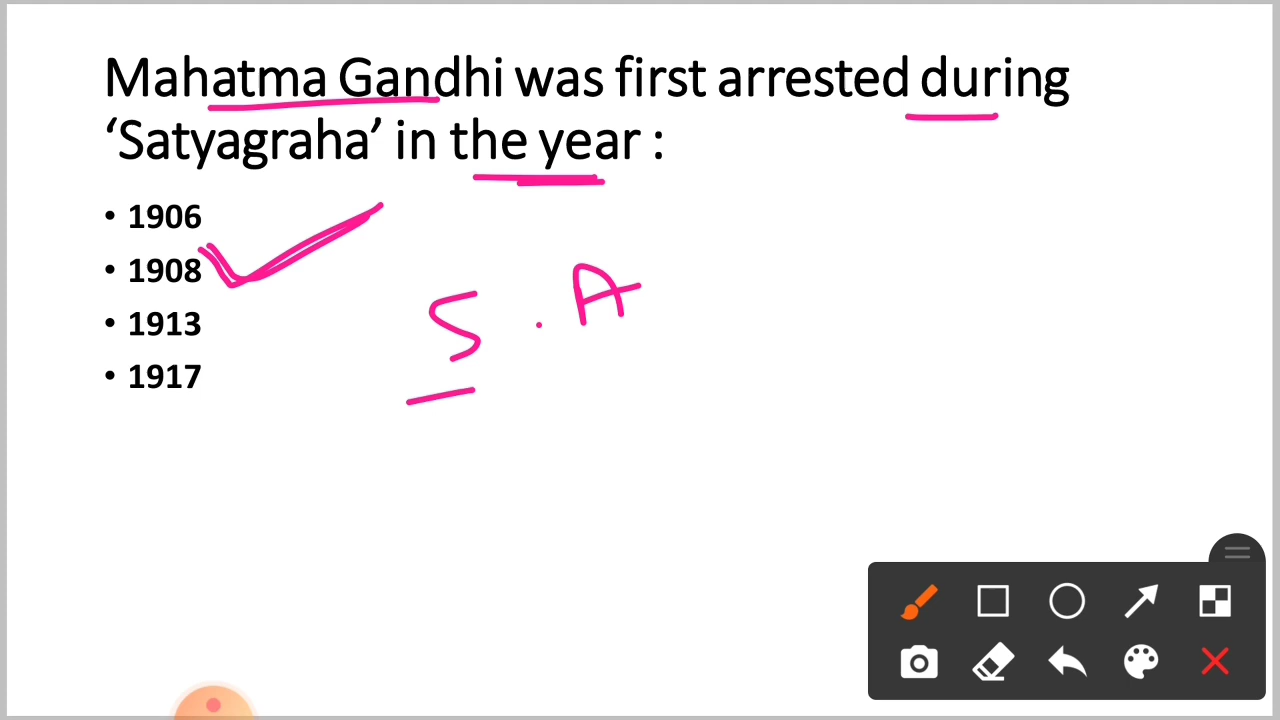 Mahatma Gandhi was first arrested during
‘Satyagraha’ in the year :
• 1906
• 1908
• 1913
• 1917
S . A